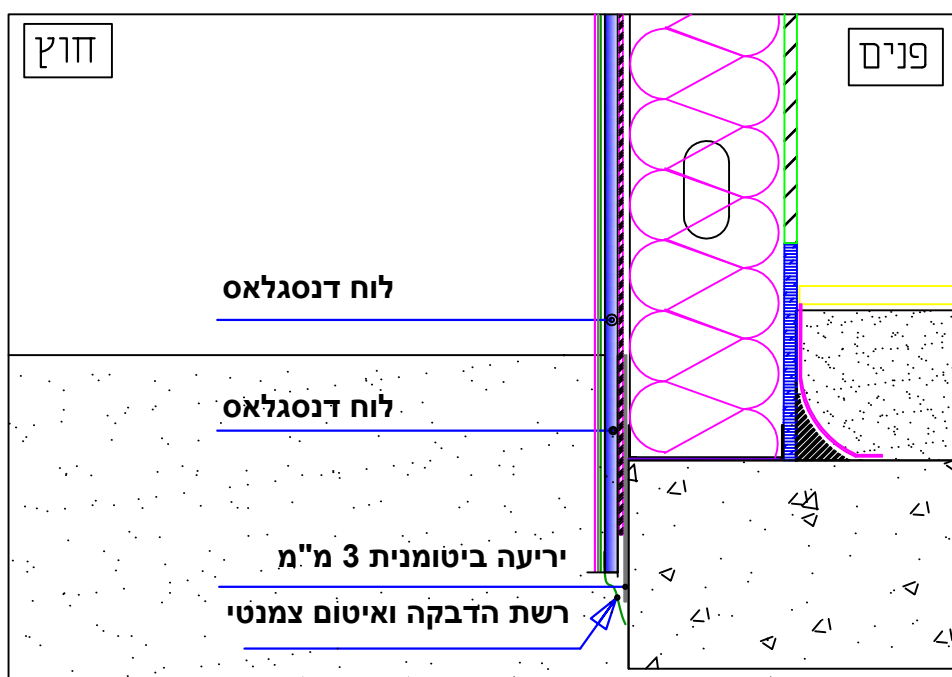 חוץ
פנים
לוח דנסגלאס
לוח דנסגלאס
יריעה ביטומנית 3 מ"מ
רשת הדבקה ואיטום צמנטי